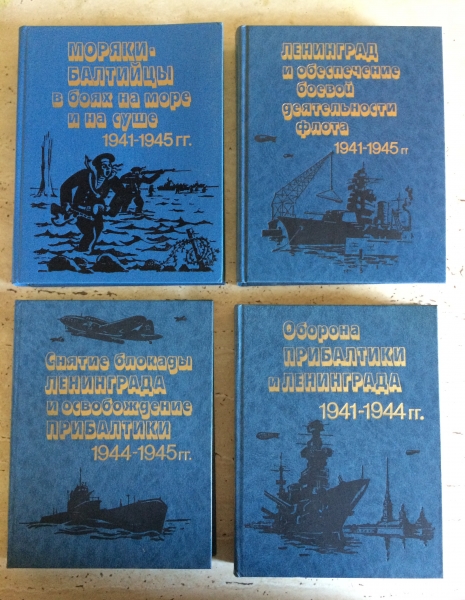 МОРЯКИ-
БАЛТИЙЦЫ
в боях на море
и на суше
1941-1945 гг.
ЛЕНИНГРАД
и обеспечение
боевой
деятельности
флота
1941-1945 гг
Снятие блокады
ЛЕНИНГРАДА
и освобождение
ПРИБАЛТИКИ
1944-1945 гг.
Оборона
ПРИБАЛТИКИ
и ЛЕНИНГРАДА
1941-1944 гг.